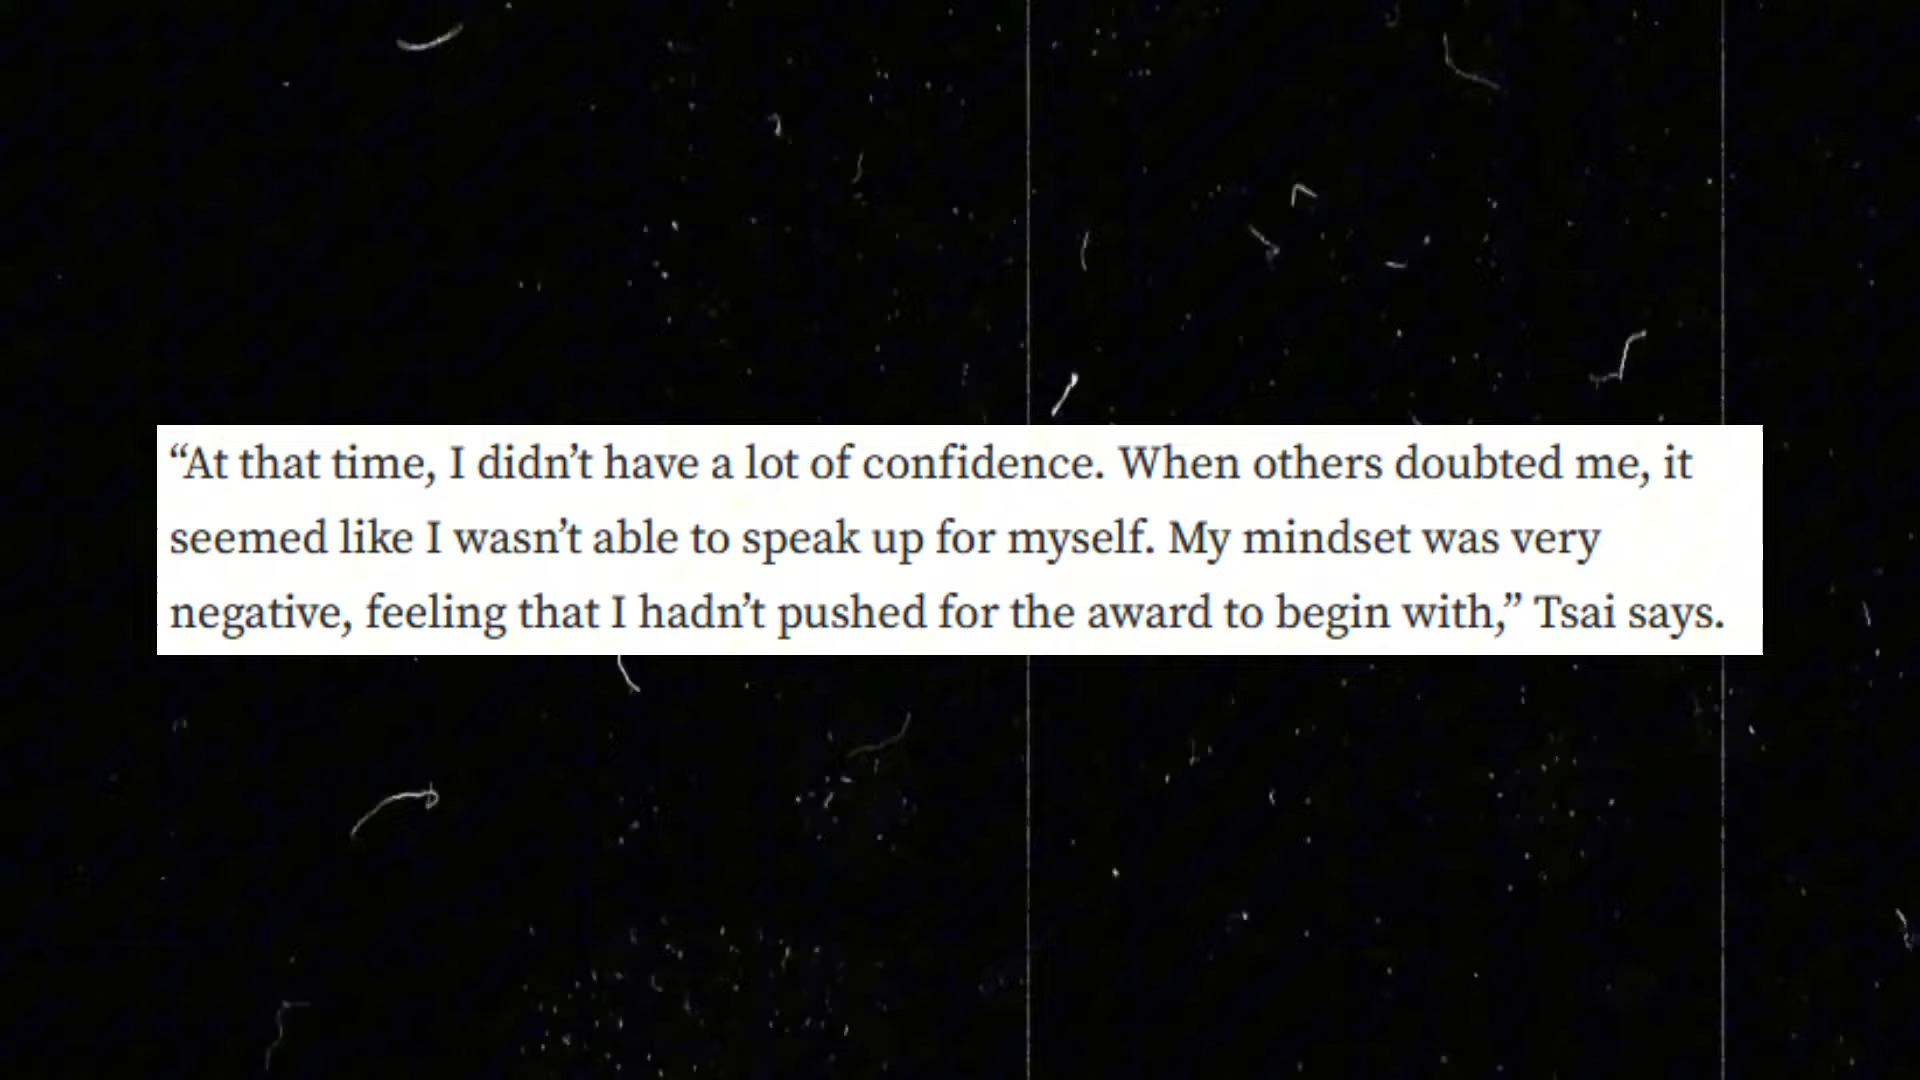 “At that time, I didn’t have a lot of confidence. When others doubted me, it
seemed like I wasn’t able to speak up for myself. My mindset was very
negative, feeling that I hadn’t pushed for the award to begin with,” Tsai says.